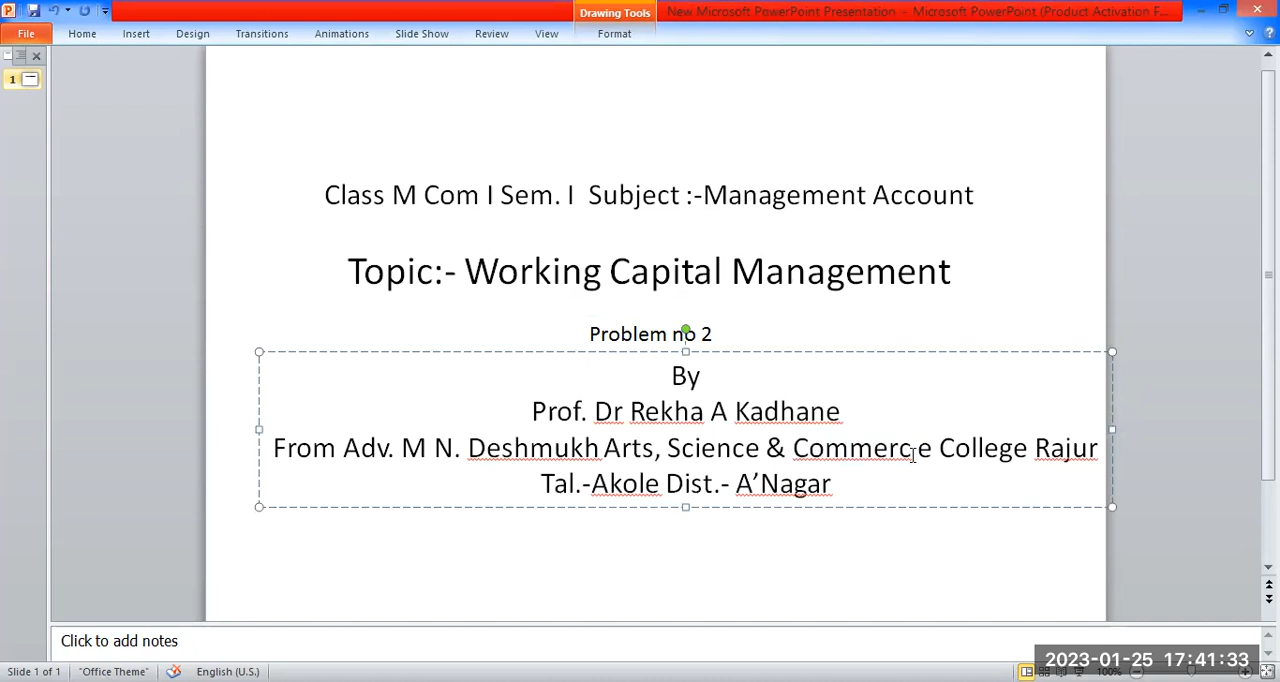 Drawing Tools
New Microsoft PowerPoint Presentation - Microsoft PowerPoint (Product Activation F...
File Home Insert Design Transitions Animations Slide Show Review View Format
1
Class M Com I Sem. I Subject :-Management Account
Topic:- Working Capital Management
Problem no 2
By
Prof. Dr Rekha A Kadhane
From Adv. M N. Deshmukh Arts, Science & Commerc e College Rajur
Tal.-Akole Dist.- A’Nagar
Click to add notes
Slide 1 of 1 "Office Theme" English (U.S.) 100%
2023-01-25 17:41:33